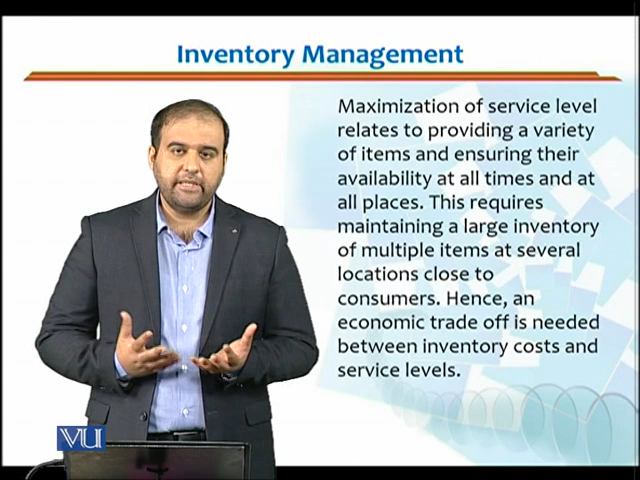 Inventory Management
Maximization of service level
relates to providing a variety
of items and ensuring their
availability at all times and at
all places. This requires
maintaining a large inventory
of multiple items at several
locations close to
consumers. Hence, an
economic trade off is needed
between inventory costs and
service levels.
VU